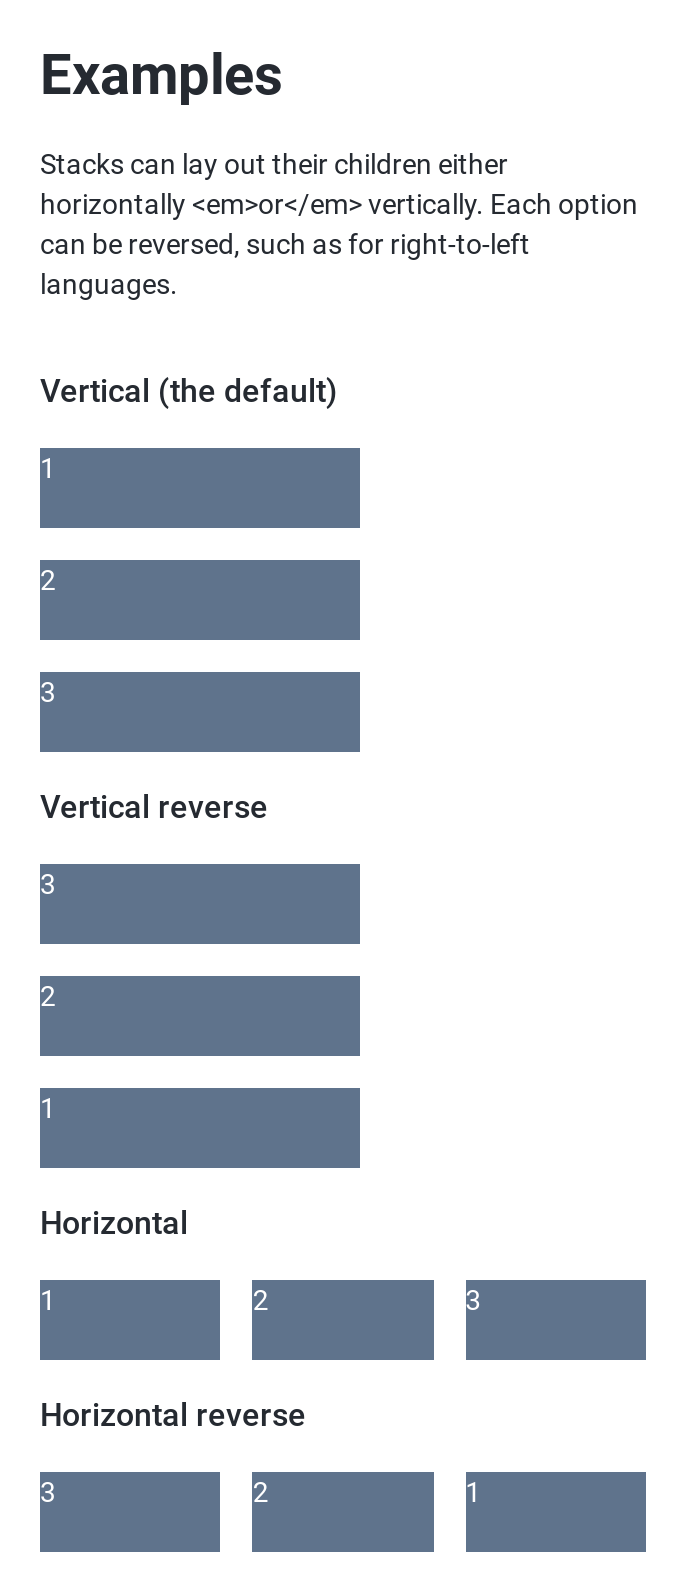 Examples
Stacks can lay out their children either
horizontally <em>or</em> vertically. Each option
can be reversed, such as for right-to-left
languages.
Vertical (the default)
1
2
3
Vertical reverse
3
2
1
Horizontal
1 2 3
Horizontal reverse
3 2 1